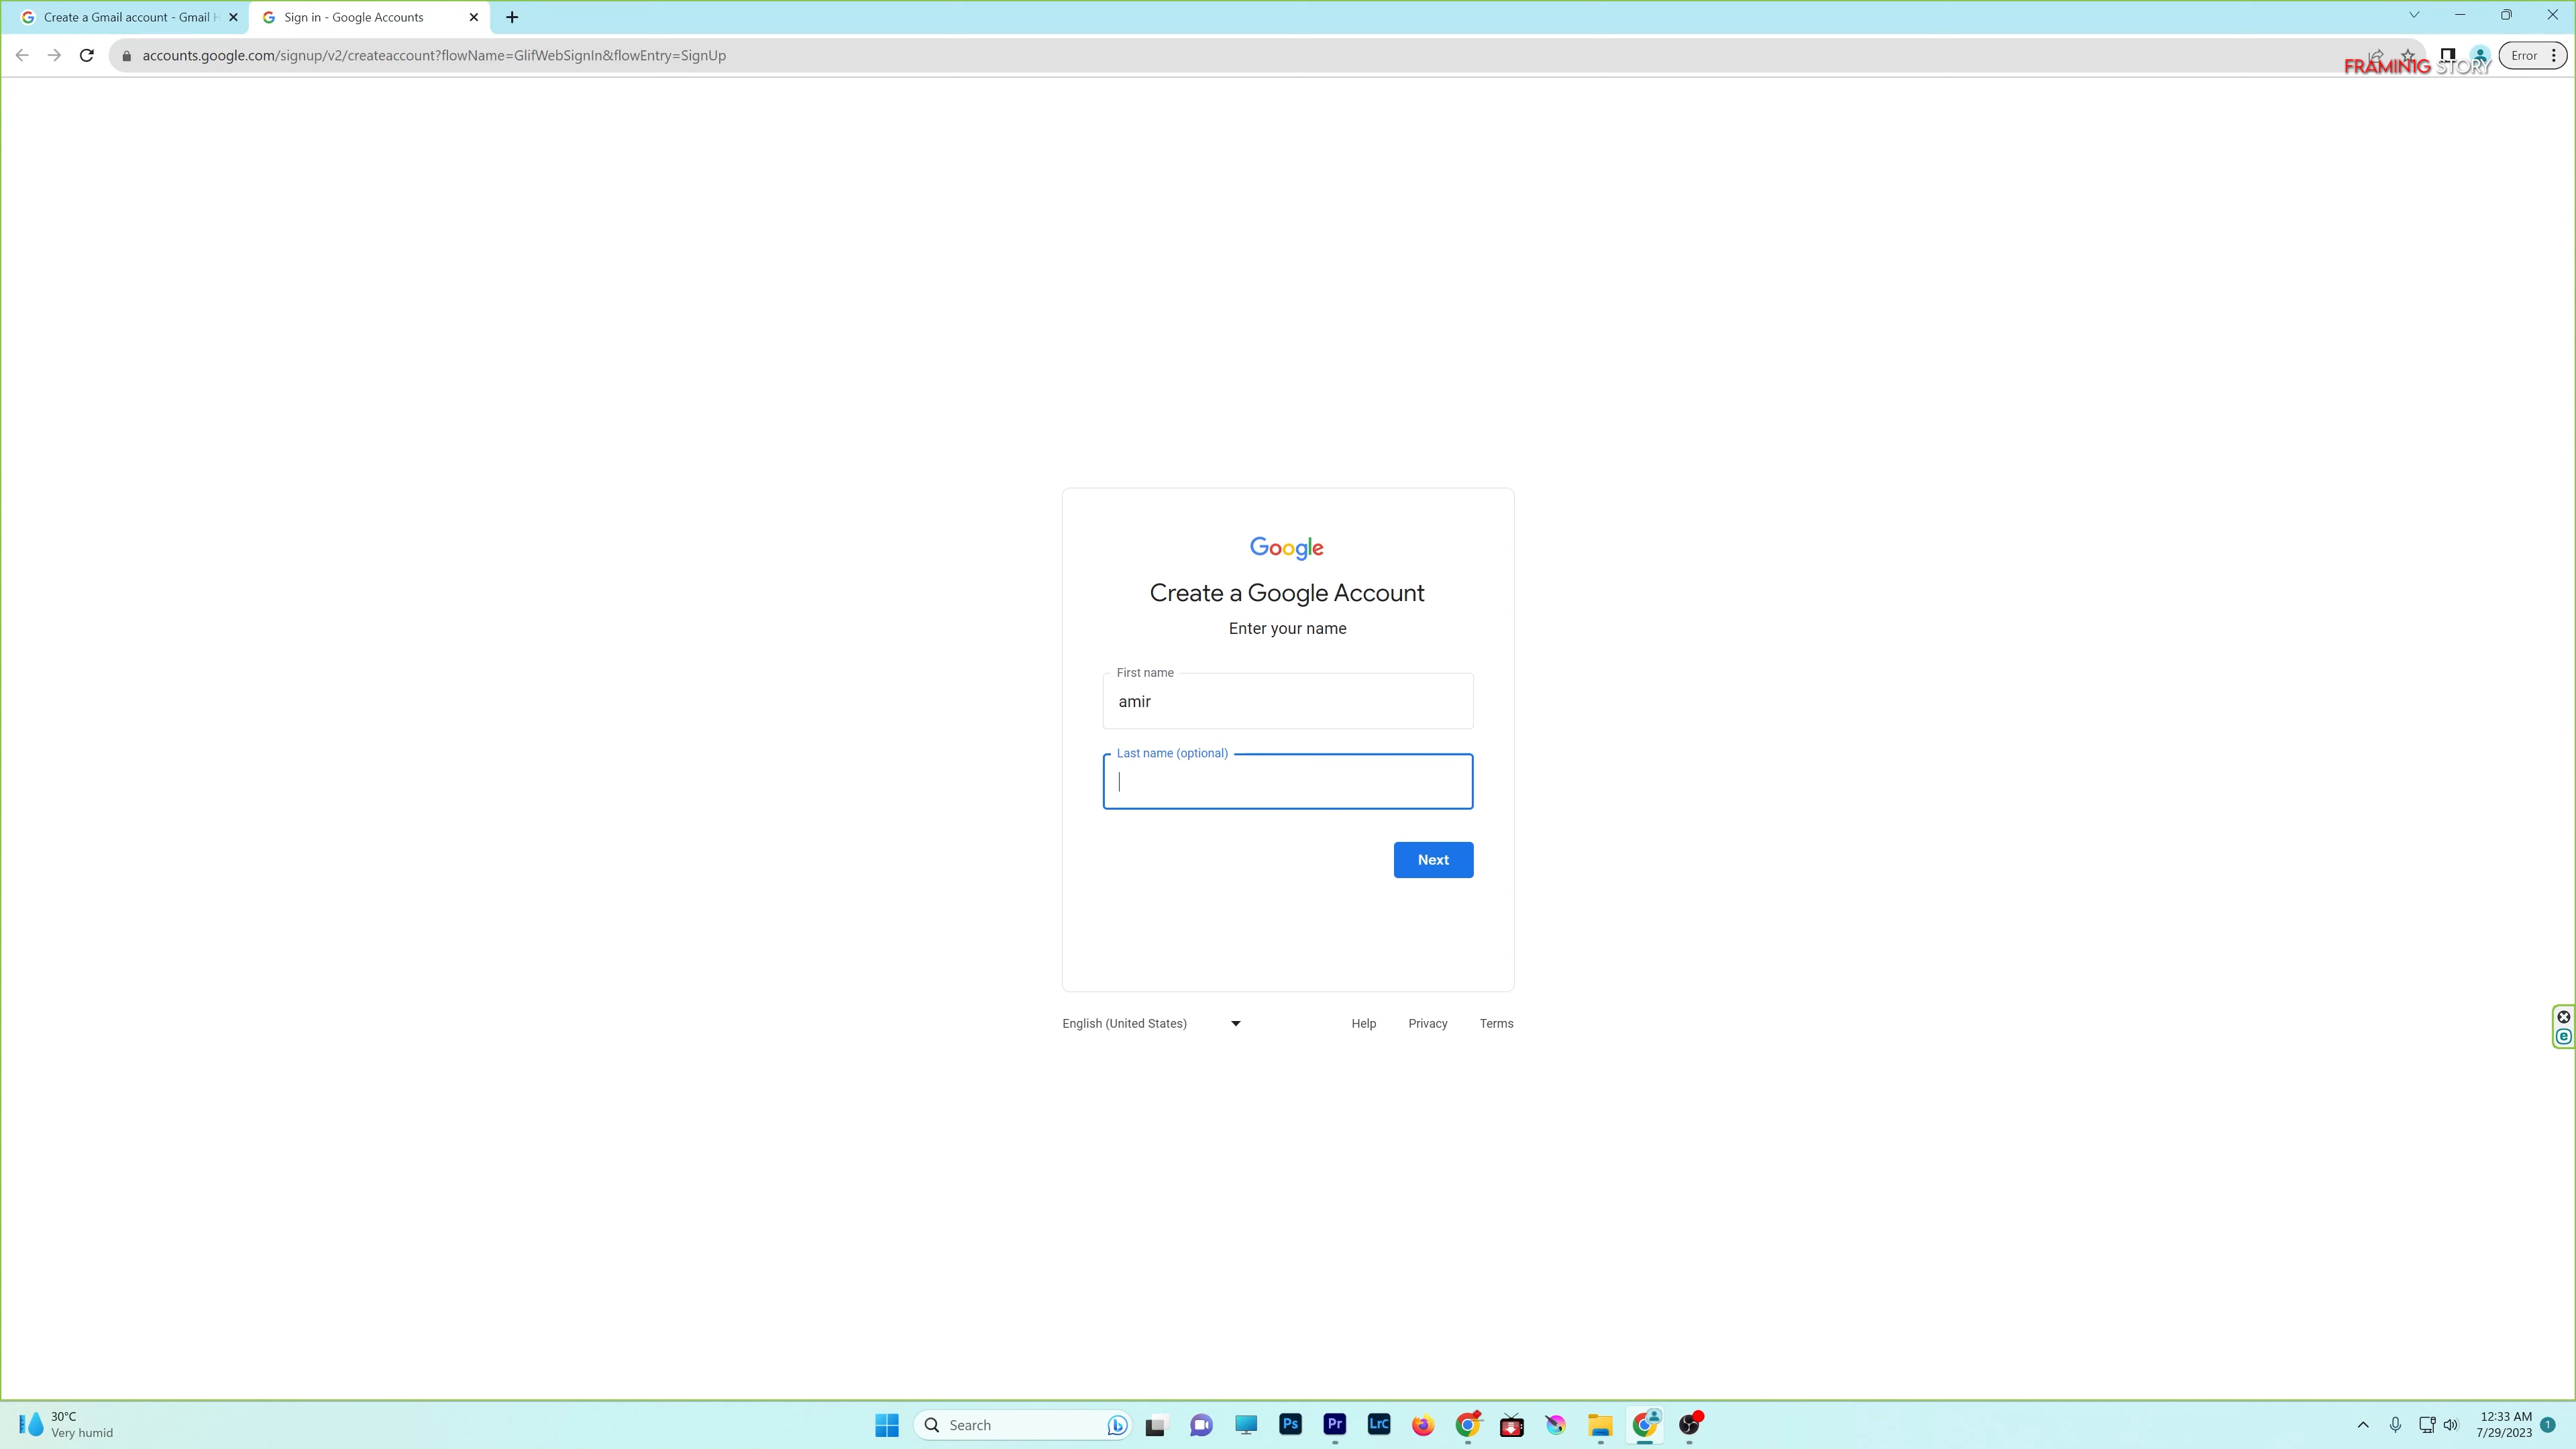 Create a Gmail account - Gmail H
Sign in - Google Accounts
accounts.google.com/signup/v2/createaccount?flowName=GlifWebSignIn&flowEntry=SignUp
Error
FRAMIN1G STORY
Google
Create a Google Account
Enter your name
First name
amir
Last name (optional)
Next
English (United States)
Help
Privacy
Terms
30°C
Very humid
Search
Ps
Pr
LrC
12:33 AM
7/29/2023
1